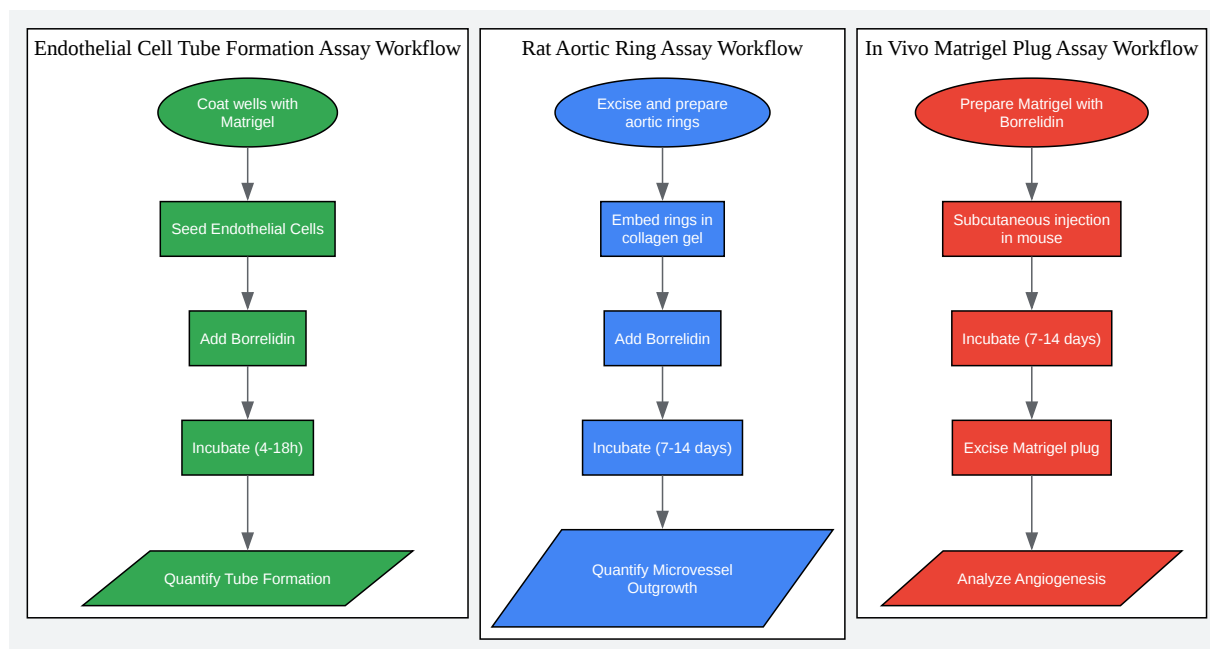 Endothelial Cell Tube Formation Assay Workflow
Coat wells with
Matrigel
Seed Endothelial Cells
Add Borrelidin
Incubate (4-18h)
Quantify Tube Formation
Rat Aortic Ring Assay Workflow
Excise and prepare
aortic rings
Embed rings in
collagen gel
Add Borrelidin
Incubate (7-14 days)
Quantify Microvessel
Outgrowth
In Vivo Matrigel Plug Assay Workflow
Prepare Matrigel with
Borrelidin
Subcutaneous injection
in mouse
Incubate (7-14 days)
Excise Matrigel plug
Analyze Angiogenesis